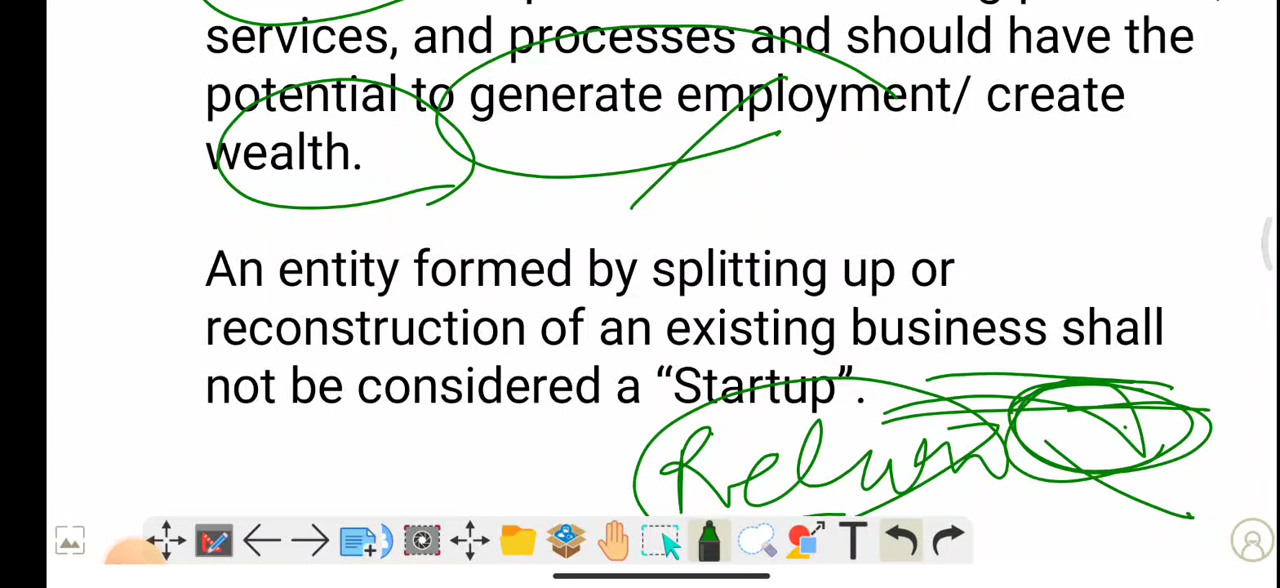 services, and processes and should have the
potential to generate employment/ create
wealth.
An entity formed by splitting up or
reconstruction of an existing business shall
not be considered a “Startup”.
Return
T